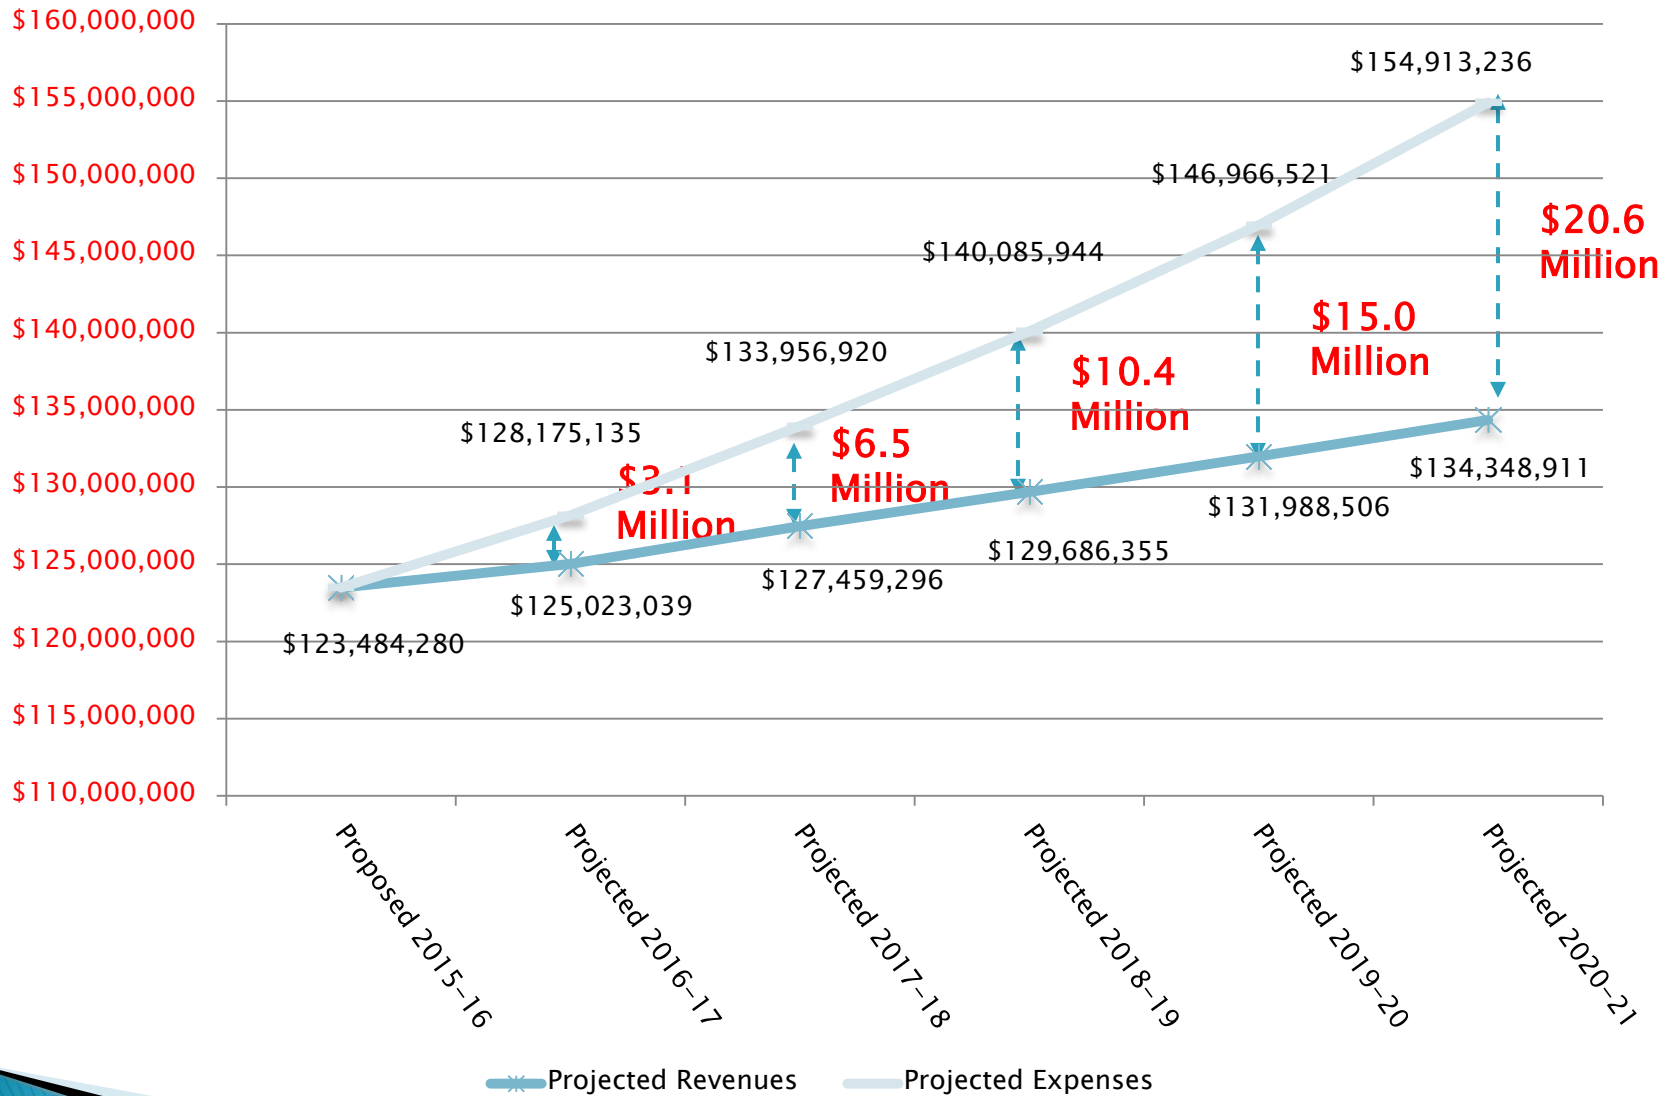 $160,000,000
$155,000,000
$150,000,000
$145,000,000
$140,000,000
$135,000,000
$130,000,000
$125,000,000
$120,000,000
$115,000,000
$110,000,000
$154,913,236
$146,966,521
$140,085,944
$133,956,920
$128,175,135
$20.6
Million
$15.0
Million
$10.4
Million
$6.5
Million
$3.1
Million
$123,484,280
$125,023,039
$127,459,296
$129,686,355
$131,988,506
$134,348,911
Proposed 2015-16
Projected 2016-17
Projected 2017-18
Projected 2018-19
Projected 2019-20
Projected 2020-21
Projected Revenues
Projected Expenses